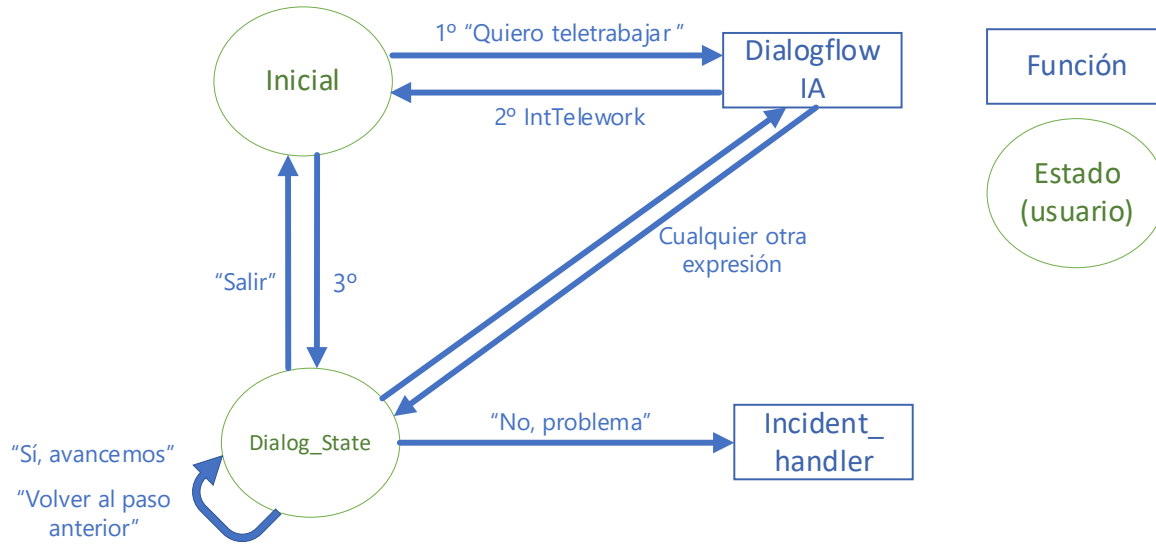 1º “Quiero teletrabajar ”
Inicial
Dialogflow
IA
2º IntTelework
Función
Estado
(usuario)
Cualquier otra
expresión
“Salir”
3º
“No, problema”
Dialog_State
Incident_
handler
“Sí, avancemos”
“Volver al paso
anterior”